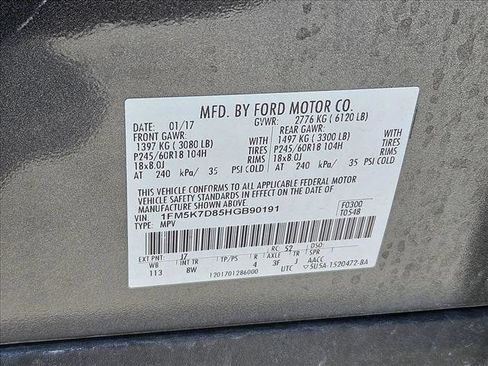 MFD. BY FORD MOTOR CO.
DATE: 01/17 GVWR: 2776 KG ( 6120 LB)
FRONT GAWR: REAR GAWR:
1397 KG ( 3080 LB) WITH 1497 KG ( 3300 LB) WITH
P245/60R18 104H TIRES P245/60R18 104H TIRES
18x8.0J RIMS 18x8.0J RIMS
AT 240 kPa/ 35 PSI COLD AT 240 kPa/ 35 PSI COLD
THIS VEHICLE CONFORMS TO ALL APPLICABLE FEDERAL MOTOR
VEHICLE SAFETY STANDARDS IN EFFECT ON THE DATE OF MANUFACTURE
VIN: 1FM5K7D85HGB90191 F0300
TYPE: MPV T0548
EXT PNT: J7 RC: 52 DSO:
WB INT TR TP/PS R AXLE TR SPR
113 8W 4 3F J AACC
1201701286000 UTC 5U5A-1520472-BA